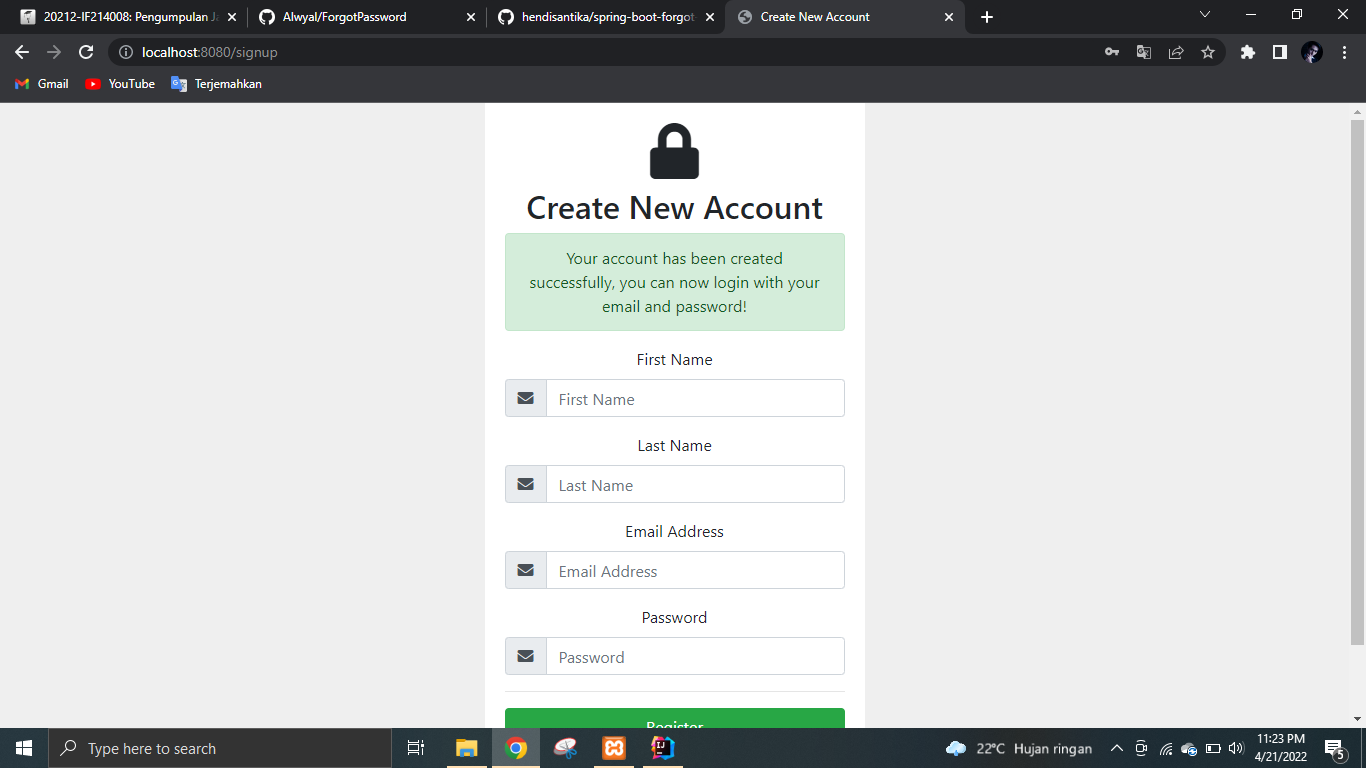 20212-IF214008: Pengumpulan Ja
Alwyal/ForgotPassword
hendisantika/spring-boot-forgot
Create New Account
localhost:8080/signup
Gmail
YouTube
Terjemahkan
Create New Account
Your account has been created
successfully, you can now login with your
email and password!
First Name
First Name
Last Name
Last Name
Email Address
Email Address
Password
Password
Register
Type here to search
22°C Hujan ringan
11:23 PM
4/21/2022
5